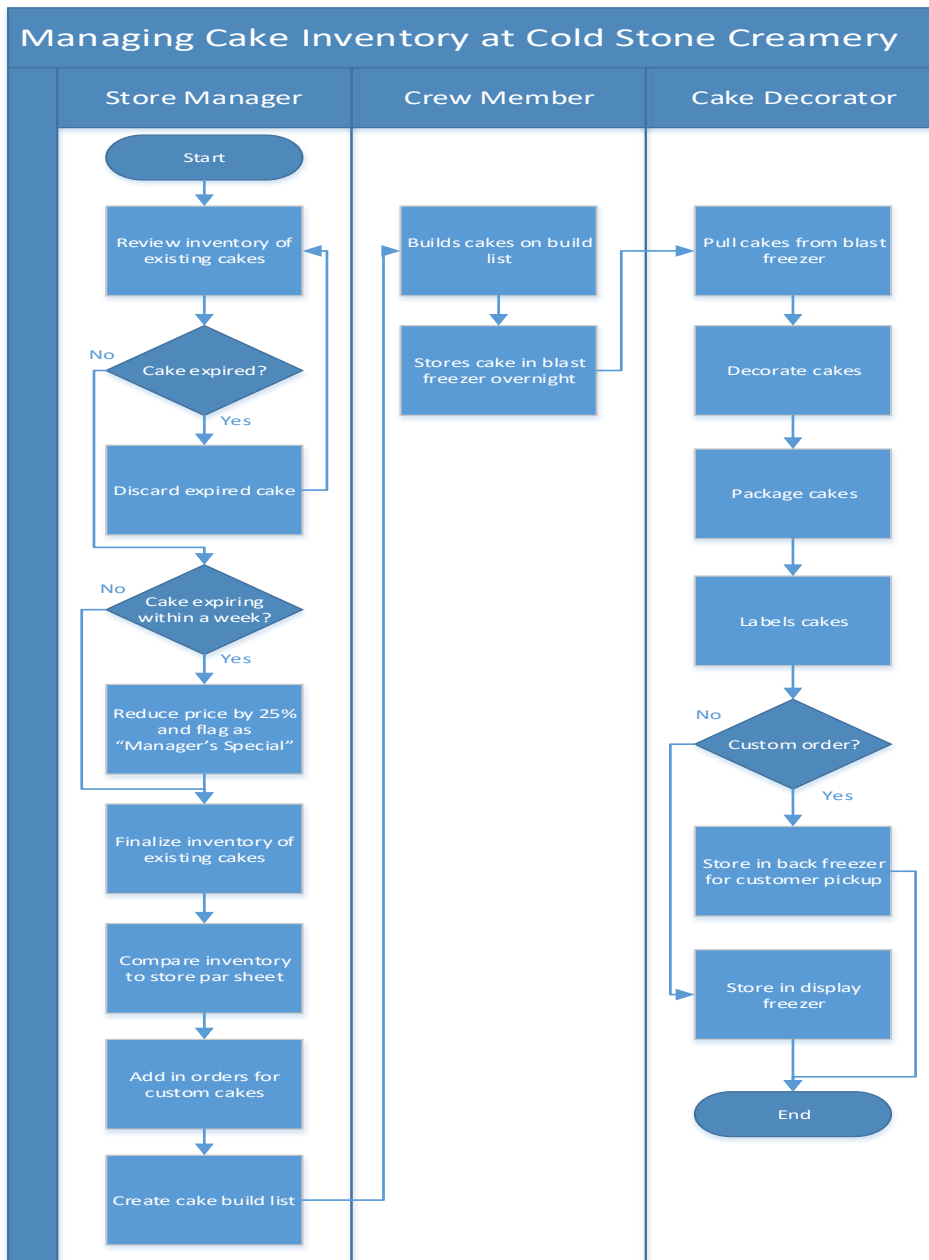 Managing Cake Inventory at Cold Stone Creamery
Store Manager
Crew Member
Cake Decorator
Start
Review inventory of
existing cakes
Cake expired?
No
Yes
Discard expired cake
Cake expiring
within a week?
No
Yes
Reduce price by 25%
and flag as
“Manager’s Special”
Finalize inventory of
existing cakes
Compare inventory
to store par sheet
Add in orders for
custom cakes
Create cake build list
Builds cakes on build
list
Stores cake in blast
freezer overnight
Pull cakes from blast
freezer
Decorate cakes
Package cakes
Labels cakes
Custom order?
No
Yes
Store in back freezer
for customer pickup
Store in display
freezer
End